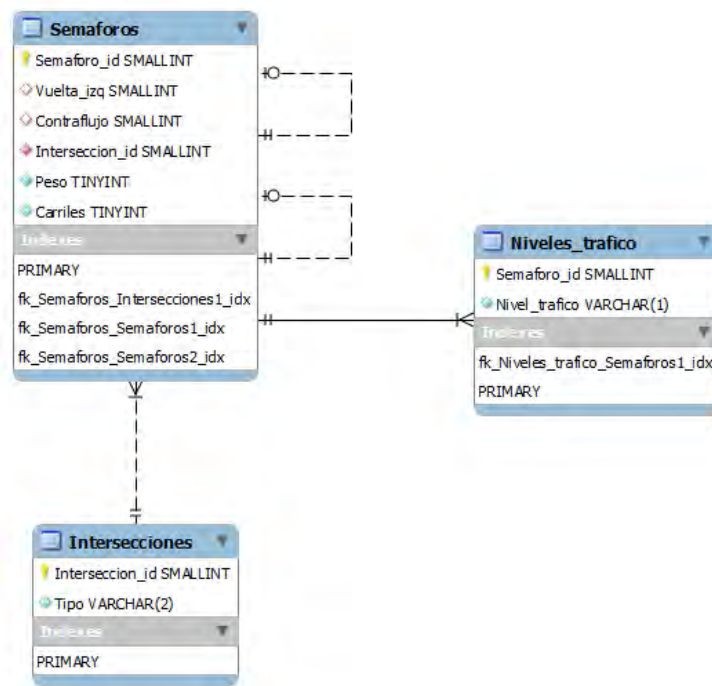 Semaforos
Semaforo_id SMALLINT
Vuelta_izq SMALLINT
Contraflujo SMALLINT
Interseccion_id SMALLINT
Peso TINYINT
Carriles TINYINT
Indexes
PRIMARY
fk_Semaforos_Intersecciones1_idx
fk_Semaforos_Semaforos1_idx
fk_Semaforos_Semaforos2_idx
Niveles_trafico
Semaforo_id SMALLINT
Nivel_trafico VARCHAR(1)
Indexes
fk_Niveles_trafico_Semaforos1_idx
PRIMARY
Intersecciones
Interseccion_id SMALLINT
Tipo VARCHAR(2)
Indexes
PRIMARY